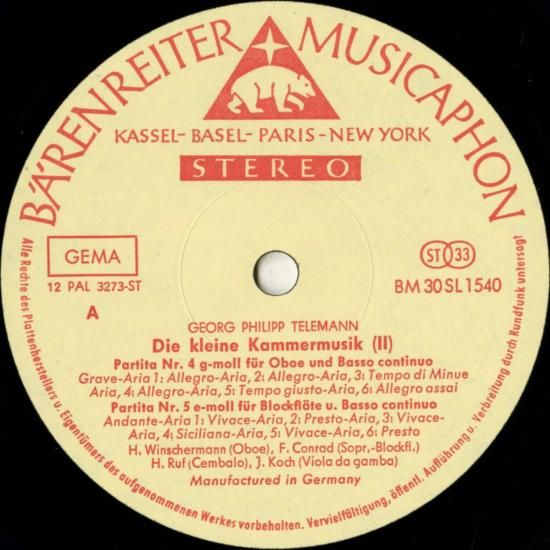 BÄRENREITER MUSICAPHON
KASSEL – BASEL – PARIS – NEW YORK
STEREO
GEMA
12 PAL 3273-ST
A
ST 33
BM 30 SL 1540
GEORG PHILIPP TELEMANN
Die kleine Kammermusik (II)
Partita Nr. 4 g-moll für Oboe und Basso continuo
Grave-Aria 1: Allegro-Aria, 2: Allegro-Aria, 3: Tempo di Minue
Aria, 4: Allegro-Aria, 5: Tempo giusto-Aria, 6: Allegro assai
Partita Nr. 5 e-moll für Blockflöte u. Basso continuo
Andante-Aria 1: Vivace-Aria, 2: Presto-Aria, 3: Vivace-
Aria, 4: Siciliana-Aria, 5: Vivace-Aria, 6: Presto
H. Winschermann (Oboe), F. Conrad (Sopr.-Blockfl.)
H. Ruf (Cembalo), J. Koch (Viola da gamba)
Manufactured in Germany
Alle Rechte des Plattenherstellers u. Eigentümers des aufgenommenen Werkes vorbehalten. Vervielfältigung, öffentl. Aufführung u. Verbreitung durch Rundfunk untersagt